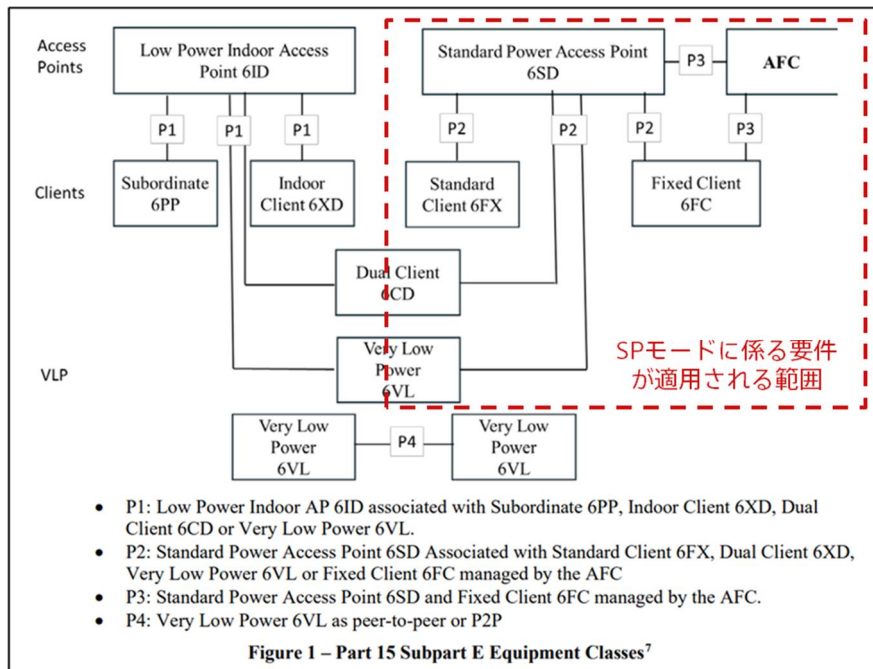 Access
Points
Low Power Indoor Access
Point 6ID
Standard Power Access Point
6SD
P3
AFC
P1
P1
P1
P2
P2
P2
P3
Clients
Subordinate
6PP
Indoor
Client 6XD
Standard
Client 6FX
Fixed Client
6FC
Dual Client
6CD
VLP
Very Low
Power
6VL
SPモードに係る要件
が適用される範囲
Very Low
Power
6VL
P4
Very Low
Power
6VL
• P1: Low Power Indoor AP 6ID associated with Subordinate 6PP, Indoor Client 6XD, Dual
Client 6CD or Very Low Power 6VL.
• P2: Standard Power Access Point 6SD Associated with Standard Client 6FX, Dual Client 6XD,
Very Low Power 6VL or Fixed Client 6FC managed by the AFC
• P3: Standard Power Access Point 6SD and Fixed Client 6FC managed by the AFC.
• P4: Very Low Power 6VL as peer-to-peer or P2P
Figure 1 – Part 15 Subpart E Equipment Classes⁷